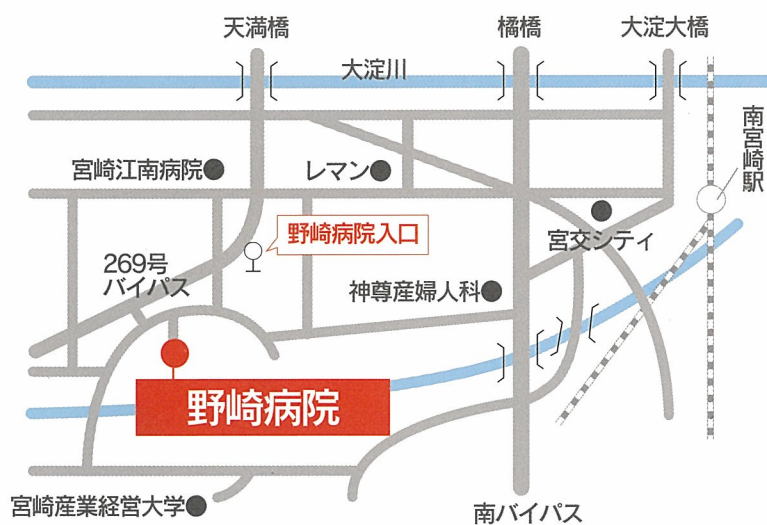 天満橋
橘橋
大淀大橋
大淀川
南宮崎駅
宮崎江南病院
レマン
野崎病院入口
宮交シティ
269号
バイパス
神尊産婦人科
野崎病院
宮崎産業経営大学
南バイパス